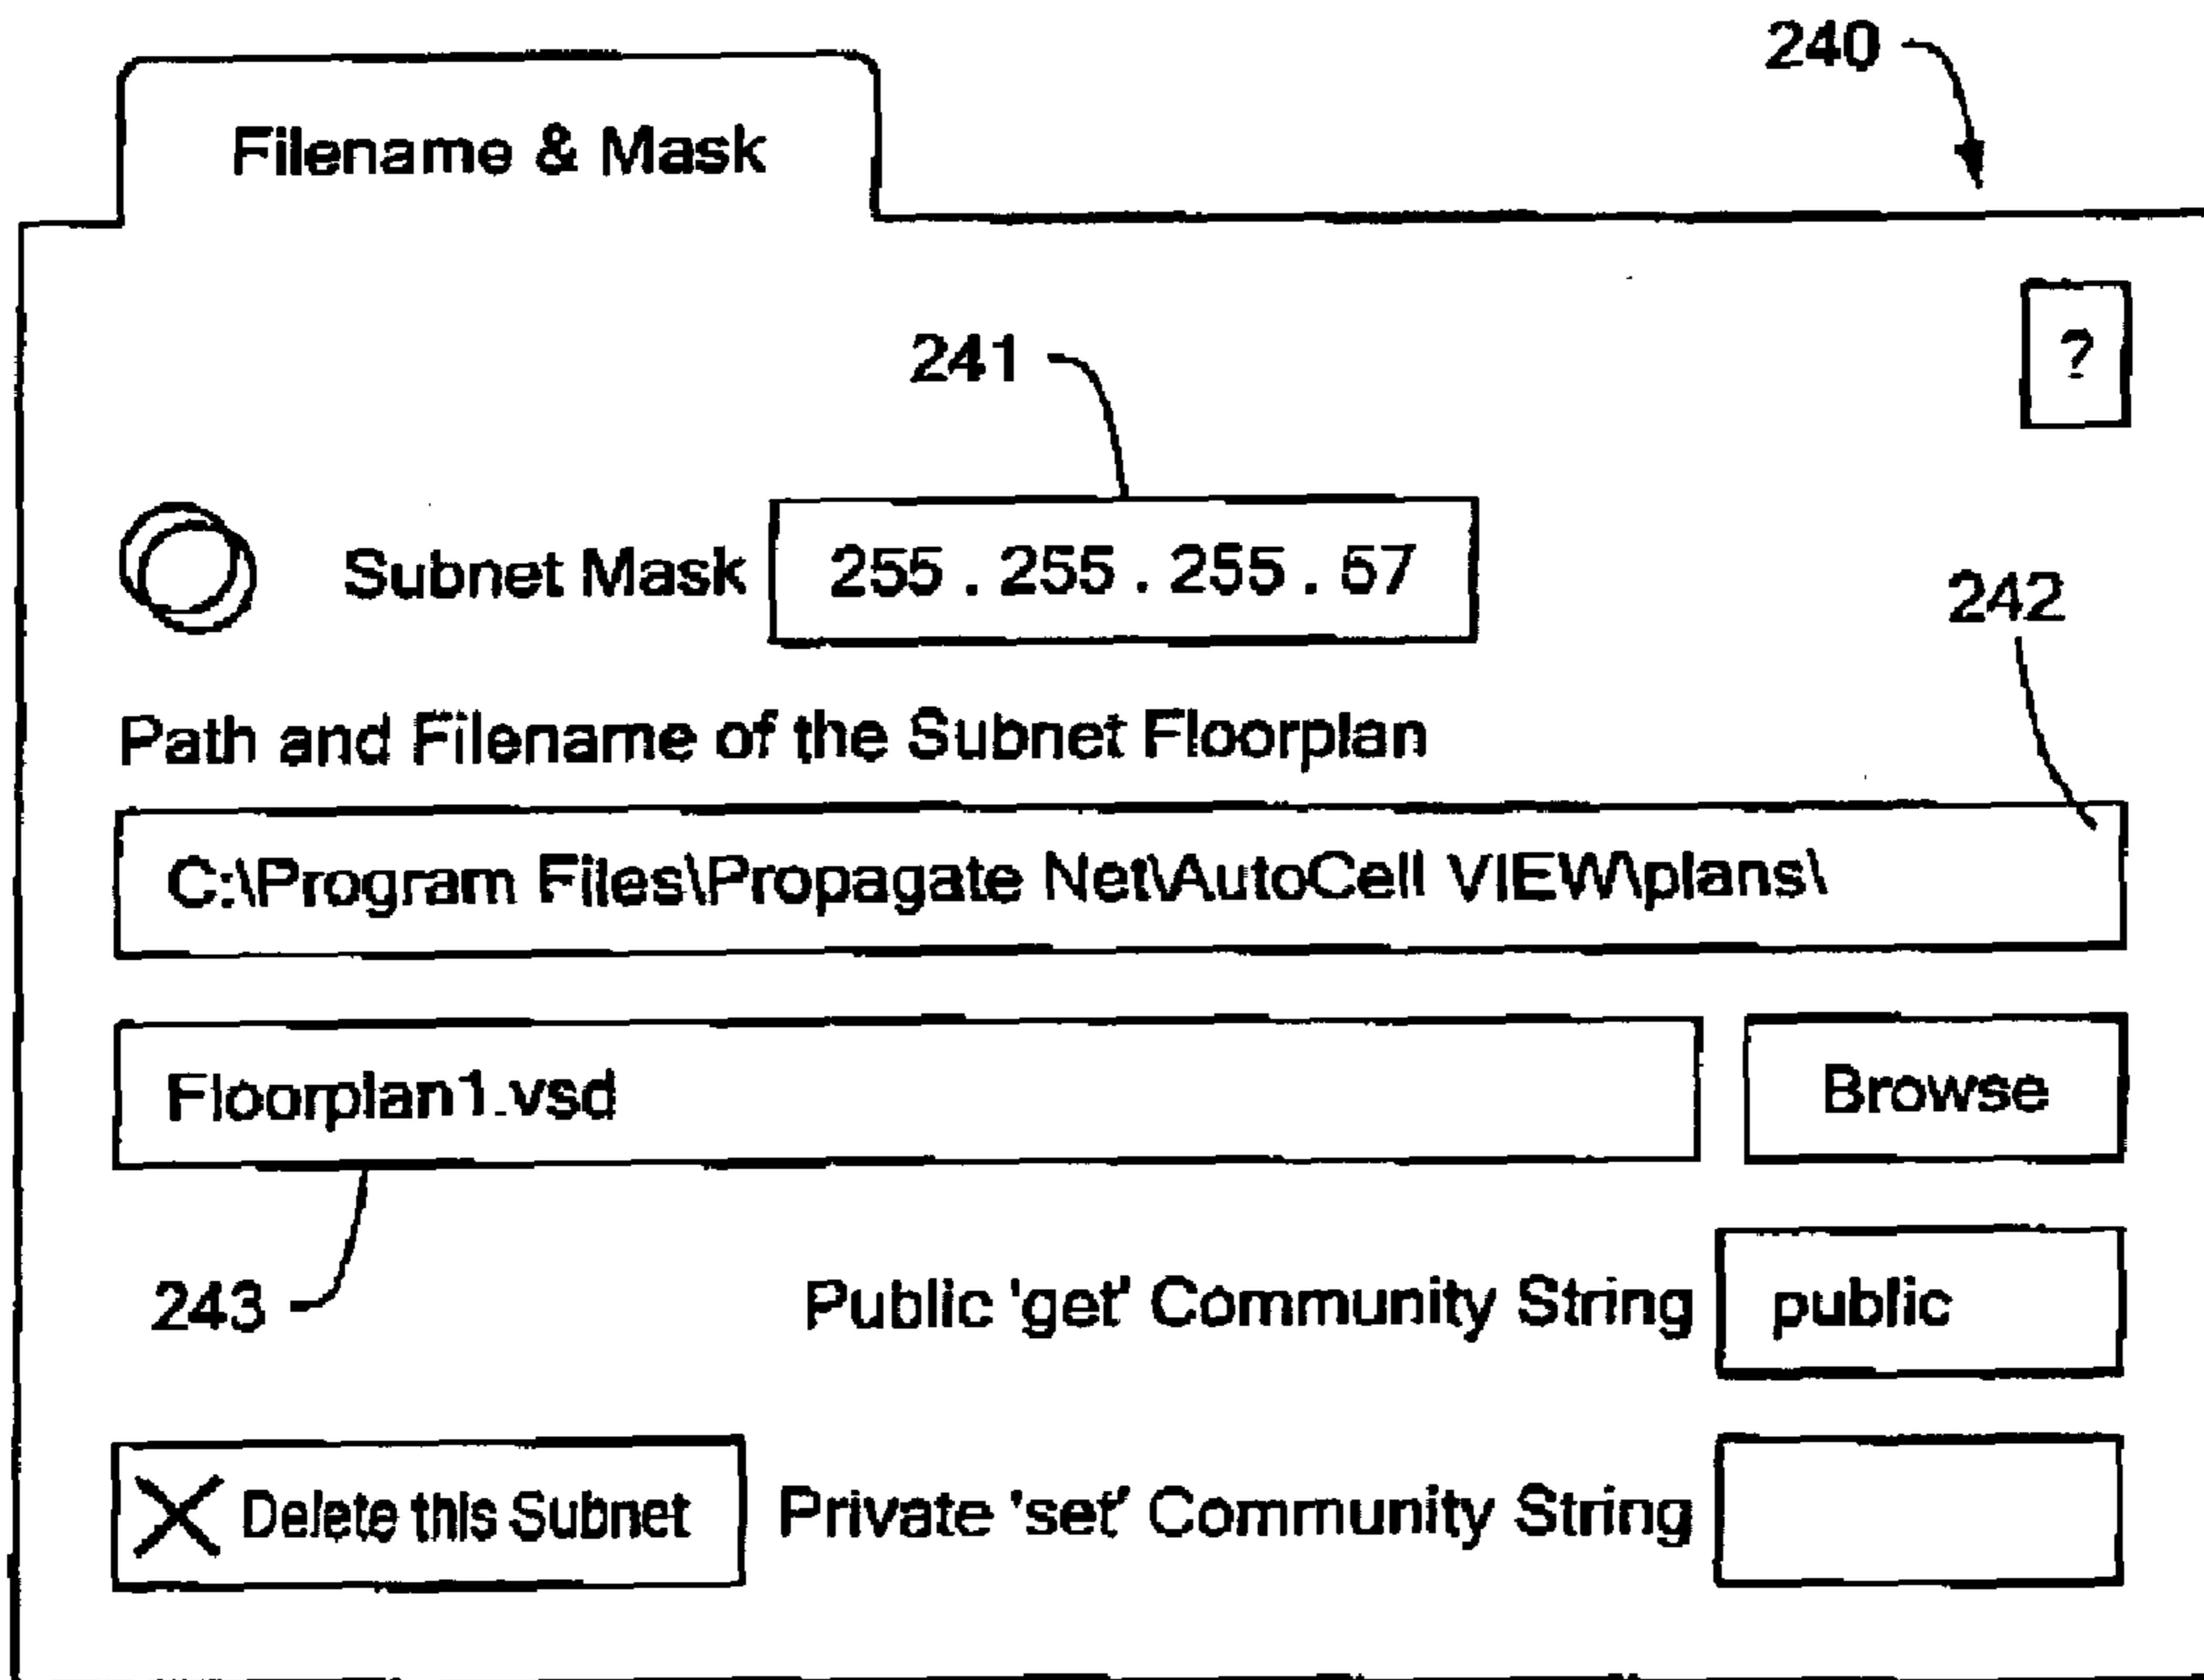 240
Filename & Mask
?
241
Subnet Mask 255 . 255 . 255 . 57
242
Path and Filename of the Subnet Floorplan
C:\Program Files\Propagate Net\AutoCell VIEW\plans\
Floorplan1.vsd Browse
243 Public 'get' Community String public
X Delete this Subnet Private 'set' Community String